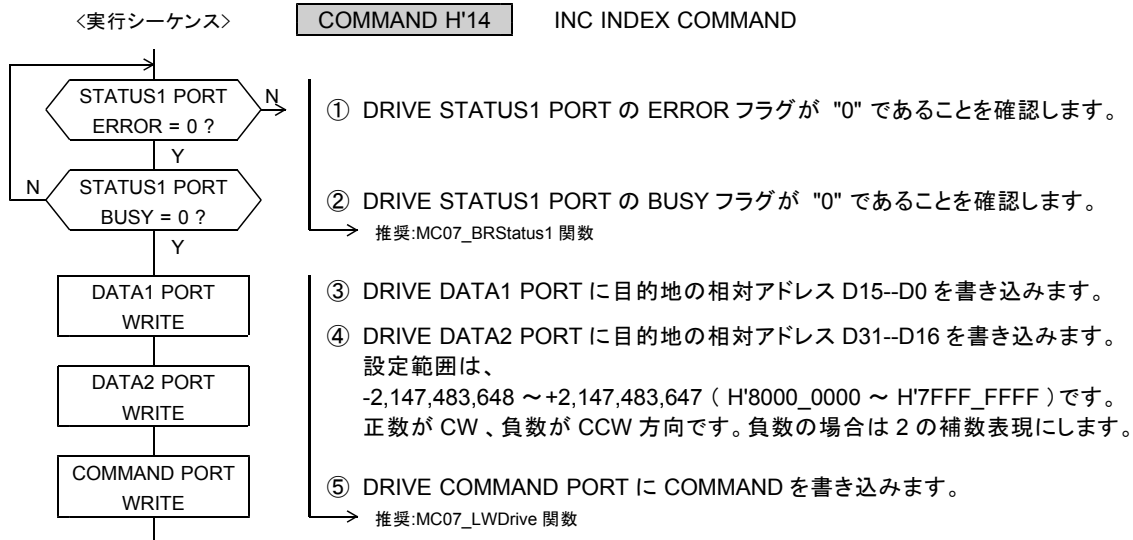 〈実行シーケンス〉
COMMAND H'14 INC INDEX COMMAND
STATUS1 PORT
ERROR = 0 ?
N
Y
STATUS1 PORT
BUSY = 0 ?
N
Y
DATA1 PORT
WRITE
DATA2 PORT
WRITE
COMMAND PORT
WRITE
① DRIVE STATUS1 PORT の ERROR フラグが "0" であることを確認します。
② DRIVE STATUS1 PORT の BUSY フラグが "0" であることを確認します。
推奨:MC07_BRStatus1 関数
③ DRIVE DATA1 PORT に目的地の相対アドレス D15--D0 を書き込みます。
④ DRIVE DATA2 PORT に目的地の相対アドレス D31--D16 を書き込みます。
設定範囲は、
-2,147,483,648 ～+2,147,483,647 ( H'8000_0000 ～ H'7FFF_FFFF ) です。
正数が CW 、負数が CCW 方向です。負数の場合は 2 の補数表現にします。
⑤ DRIVE COMMAND PORT に COMMAND を書き込みます。
推奨:MC07_LWDrive 関数